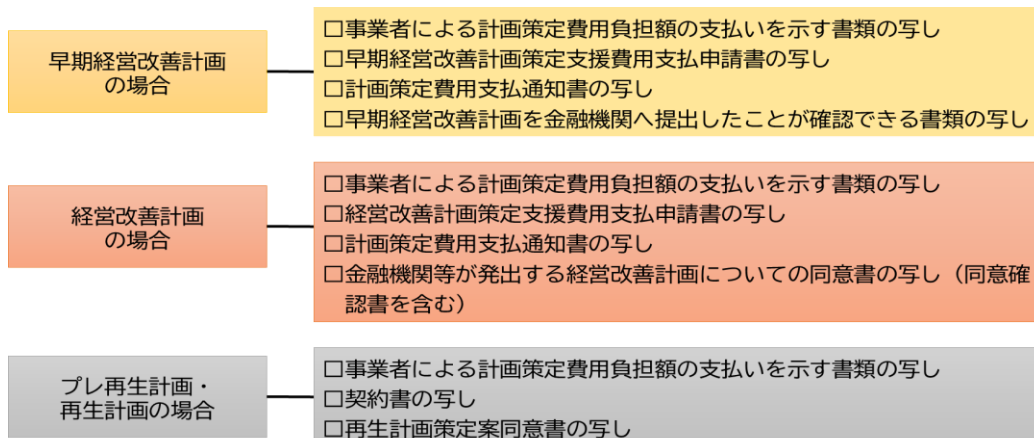 早期経営改善計画
の場合
□事業者による計画策定費用負担額の支払いを示す書類の写し
□早期経営改善計画策定支援費用支払申請書の写し
□計画策定費用支払通知書の写し
□早期経営改善計画を金融機関へ提出したことが確認できる書類の写し
経営改善計画
の場合
□事業者による計画策定費用負担額の支払いを示す書類の写し
□経営改善計画策定支援費用支払申請書の写し
□計画策定費用支払通知書の写し
□金融機関等が発出する経営改善計画についての同意書の写し（同意確
認書を含む）
プレ再生計画・
再生計画の場合
□事業者による計画策定費用負担額の支払いを示す書類の写し
□契約書の写し
□再生計画策定案同意書の写し